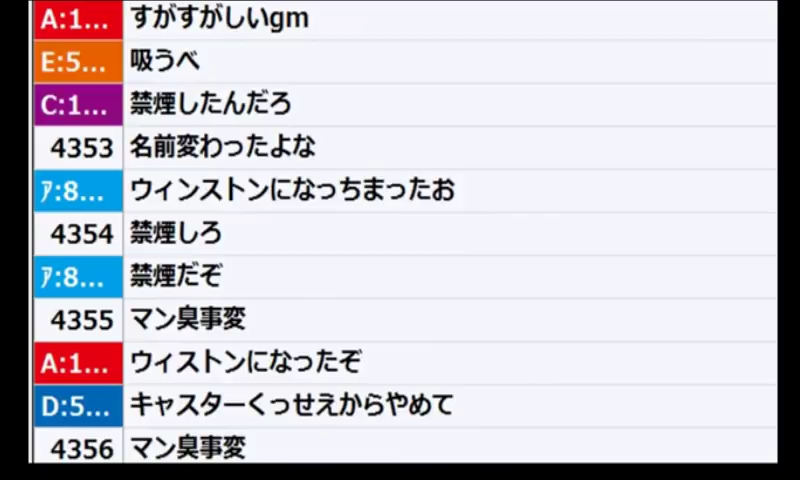 A:1... すがすがしいgm
E:5... 吸うべ
C:1... 禁煙したんだろ
4353 名前変わったよな
ｱ:8... ウィンストンになっちまったお
4354 禁煙しろ
ｱ:8... 禁煙だぞ
4355 マン臭事変
A:1... ウィストンになったぞ
D:5... キャスターくっせえからやめて
4356 マン臭事変